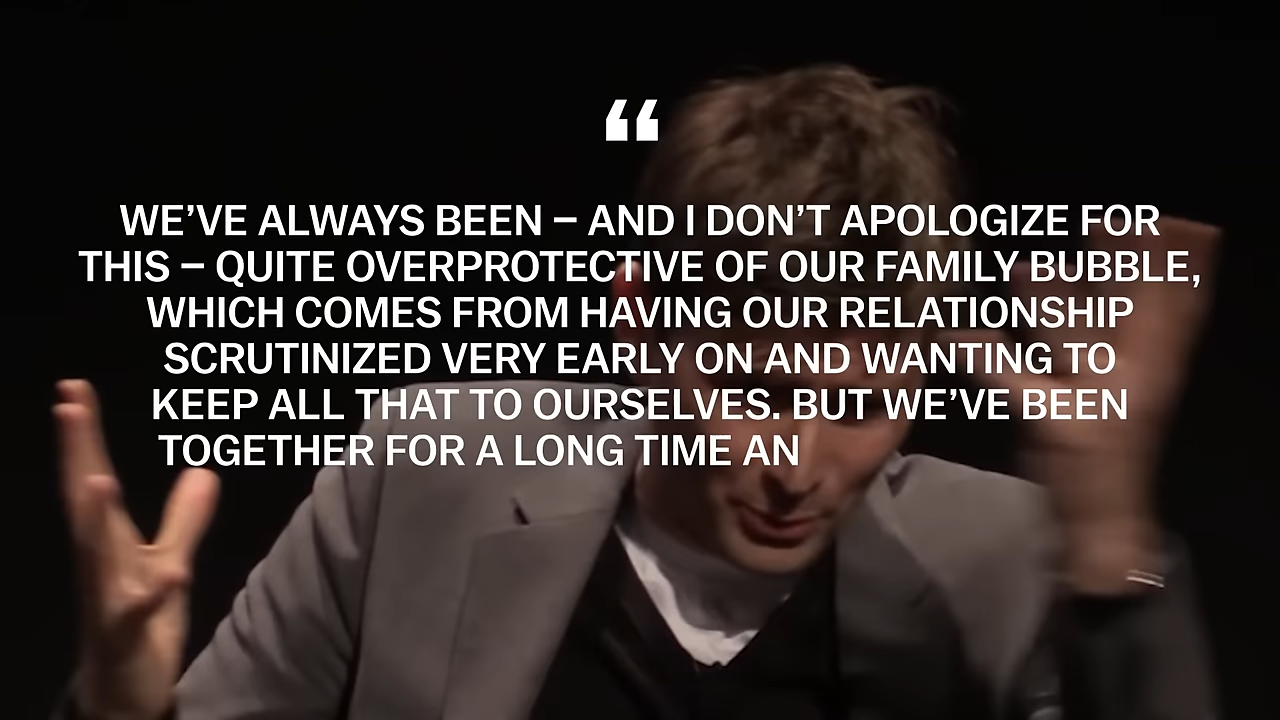 “
WE’VE ALWAYS BEEN – AND I DON’T APOLOGIZE FOR
THIS – QUITE OVERPROTECTIVE OF OUR FAMILY BUBBLE,
WHICH COMES FROM HAVING OUR RELATIONSHIP
SCRUTINIZED VERY EARLY ON AND WANTING TO
KEEP ALL THAT TO OURSELVES. BUT WE’VE BEEN
TOGETHER FOR A LONG TIME AN